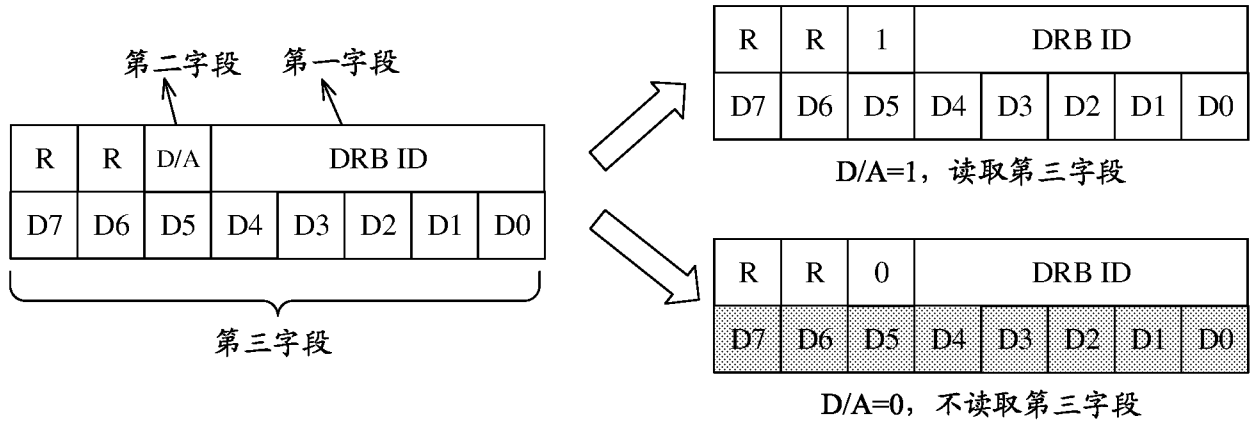 第二字段 第一字段
R R D/A DRB ID
D7 D6 D5 D4 D3 D2 D1 D0
第三字段
R R 1 DRB ID
D7 D6 D5 D4 D3 D2 D1 D0
D/A=1，读取第三字段
R R 0 DRB ID
D7 D6 D5 D4 D3 D2 D1 D0
D/A=0，不读取第三字段